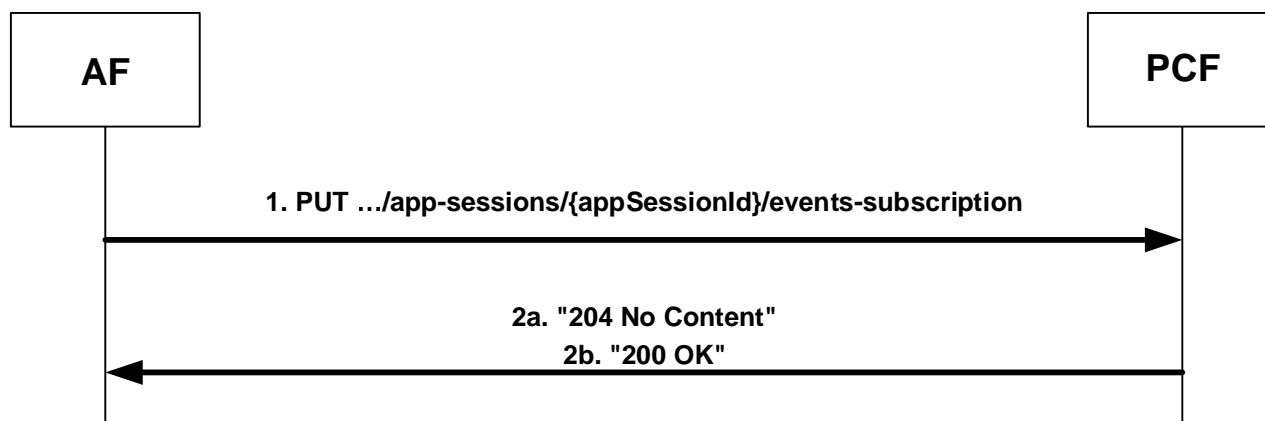 AF
PCF
1. PUT …/app-sessions/{appSessionId}/events-subscription
2a. "204 No Content"
2b. "200 OK"